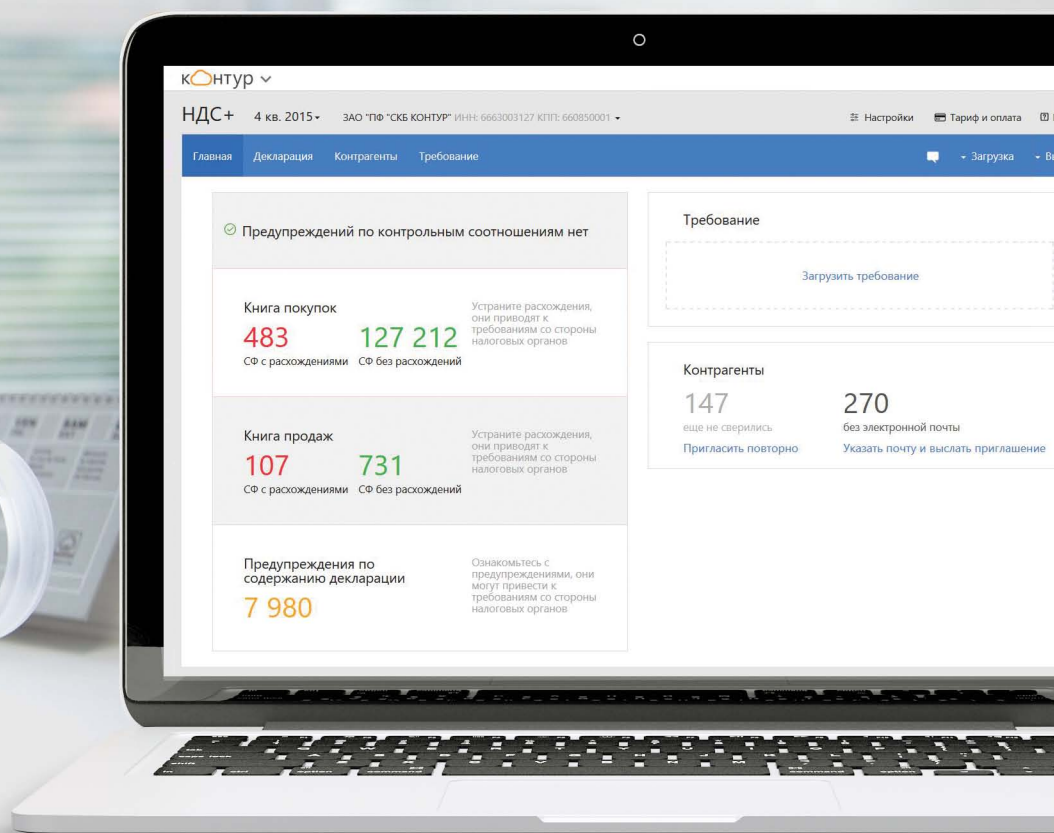 контур
НДС+ 4 кв. 2015 ЗАО "ПФ "СКБ КОНТУР" ИНН: 6663003127 КПП: 660850001 Настройки Тариф и оплата
Главная Декларация Контрагенты Требование Загрузка
Предупреждений по контрольным соотношениям нет
Книга покупок
483 127 212
СФ с расхождениями СФ без расхождений
Устраните расхождения,
они приводят к
требованиям со стороны
налоговых органов
Книга продаж
107 731
СФ с расхождениями СФ без расхождений
Устраните расхождения,
они приводят к
требованиям со стороны
налоговых органов
Предупреждения по
содержанию декларации
7 980
Ознакомьтесь с
предупреждениями, они
могут привести к
требованиям со стороны
налоговых органов
Требование
Загрузить требование
Контрагенты
147 270
еще не сверились без электронной почты
Пригласить повторно Указать почту и выслать приглашение